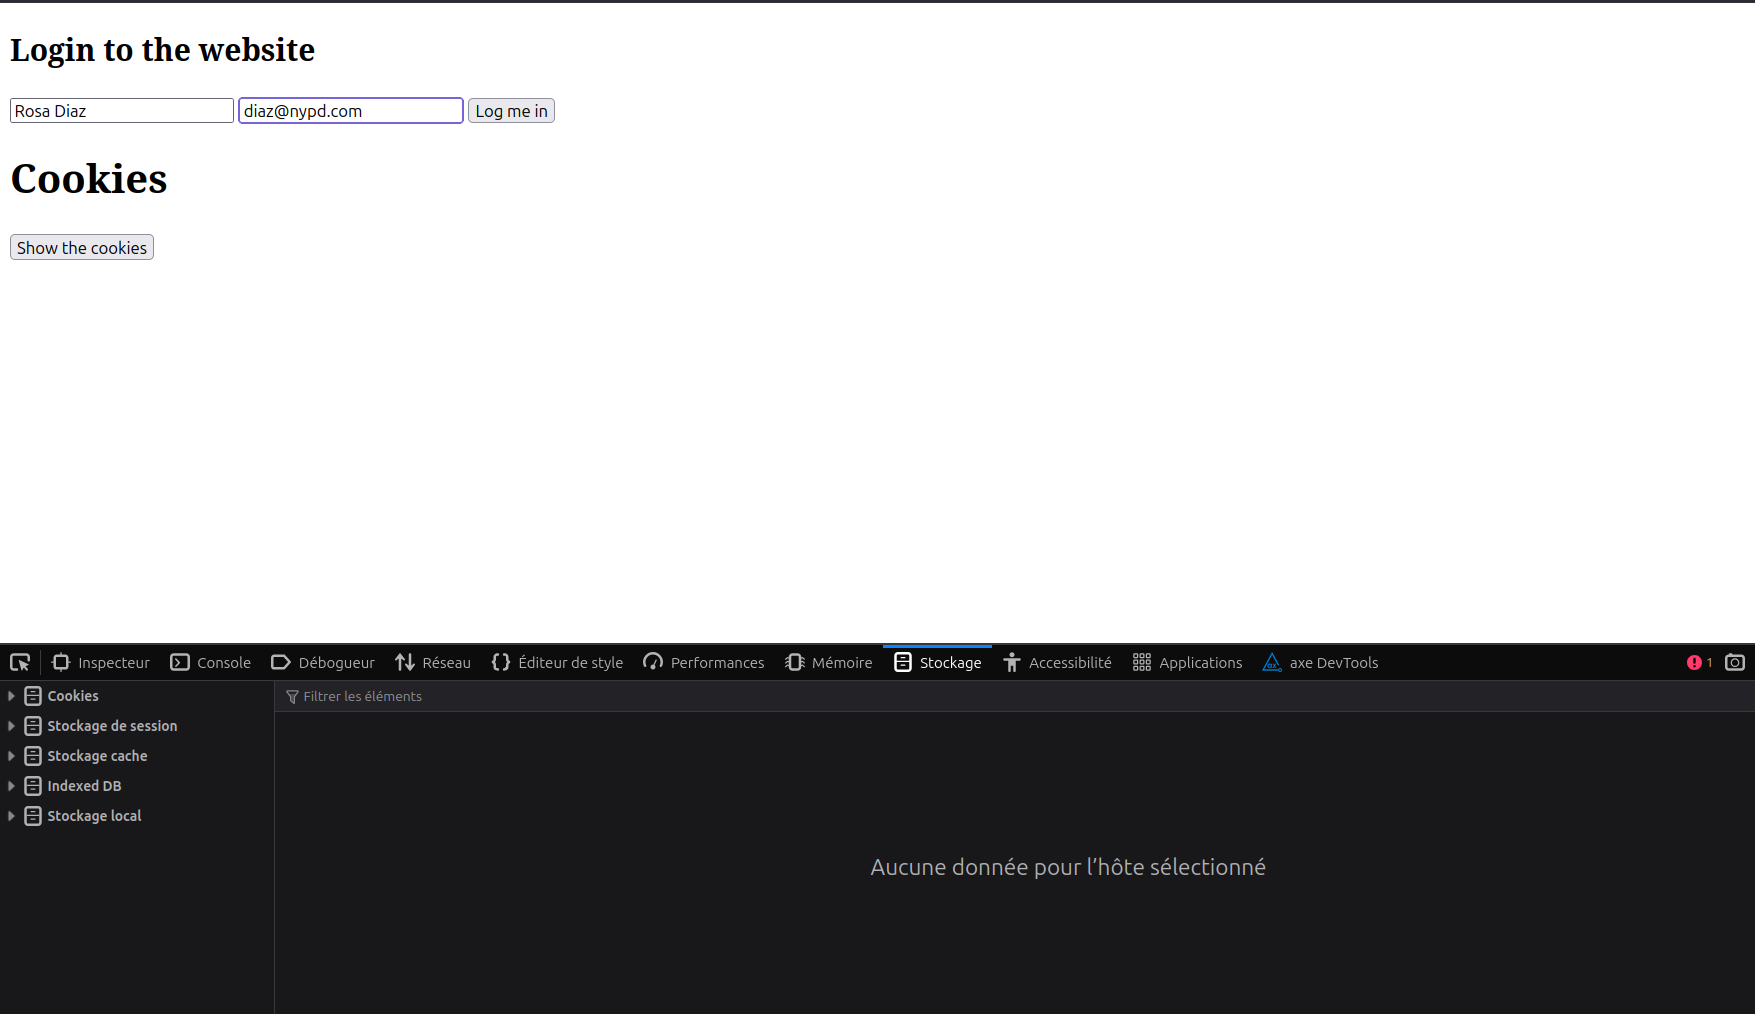 Login to the website
Rosa Diaz diaz@nypd.com Log me in
Cookies
Show the cookies
Inspecteur Console Débogueur Réseau Éditeur de style Performances Mémoire Stockage Accessibilité Applications axe DevTools 1
Cookies
Stockage de session
Stockage cache
Indexed DB
Stockage local
Filtrer les éléments
Aucune donnée pour l’hôte sélectionné